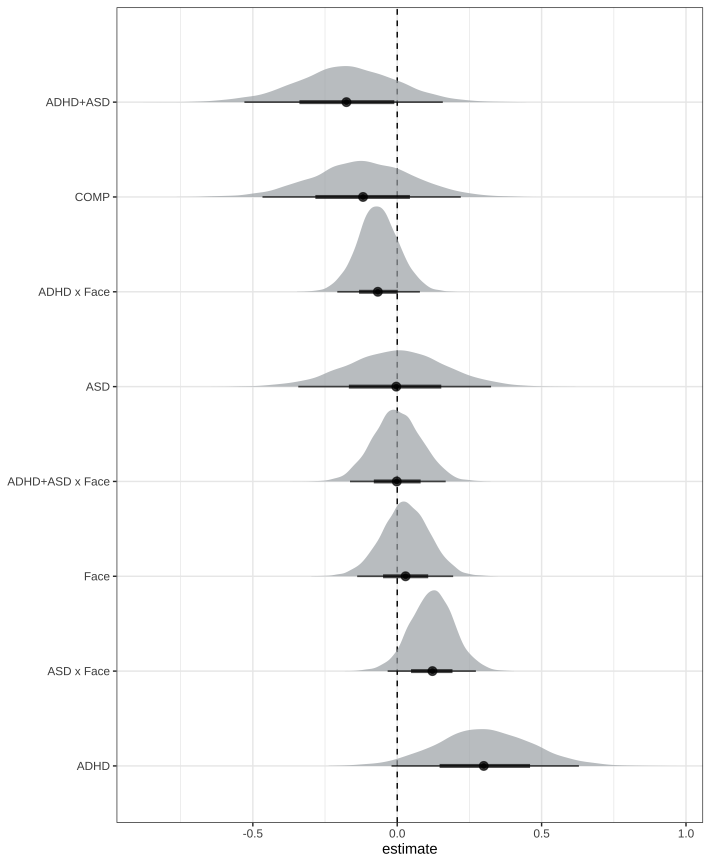 ADHD+ASD
COMP
ADHD x Face
ASD
ADHD+ASD x Face
Face
ASD x Face
ADHD
-0.5 0.0 0.5 1.0
estimate